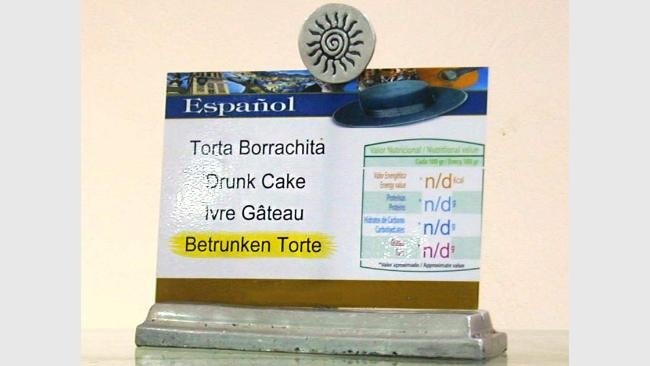 Español
Torta Borrachita
Drunk Cake
Ivre Gâteau
Betrunken Torte
Valor Nutricional / Nutritional value
Cada 100 gr / Every 100 gr
Valor Energético
Energy value
* n/d Kcal
Proteínas
Proteins
* n/d g
Hidratos de Carbono
Carbohydrates
* n/d g
* n/d g
*Valor aproximado / Approximate value